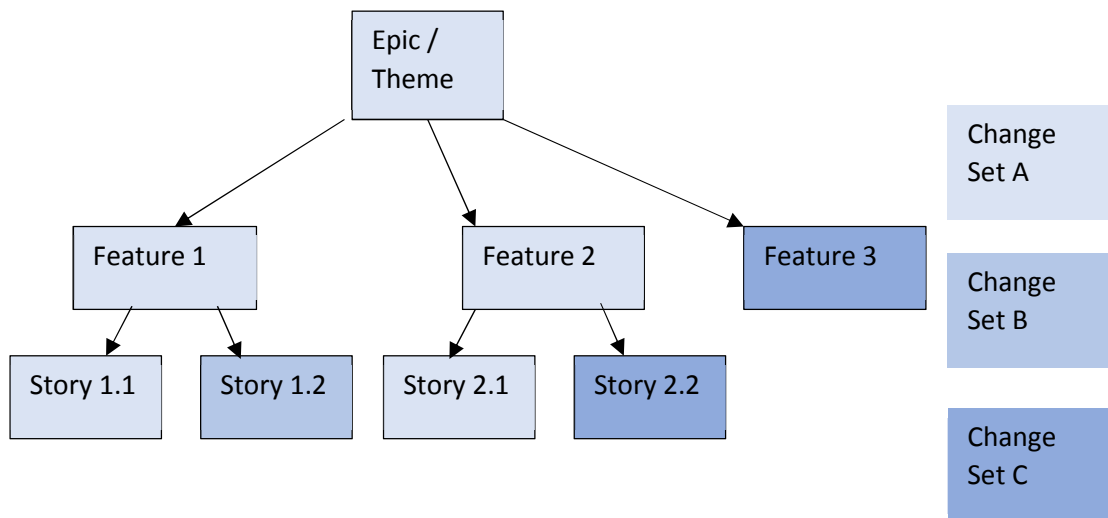 Epic /
Theme
Change
Set A
Feature 1
Feature 2
Feature 3
Change
Set B
Story 1.1
Story 1.2
Story 2.1
Story 2.2
Change
Set C